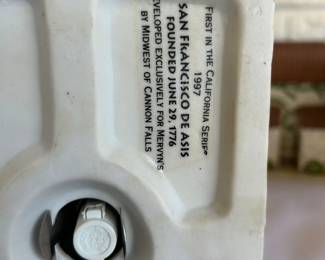 FIRST IN THE CALIFORNIA SERIES
1997
SAN FRANCISCO DE ASIS
FOUNDED JUNE 29, 1776
DEVELOPED EXCLUSIVELY FOR MERVYN'S
BY MIDWEST OF CANNON FALLS